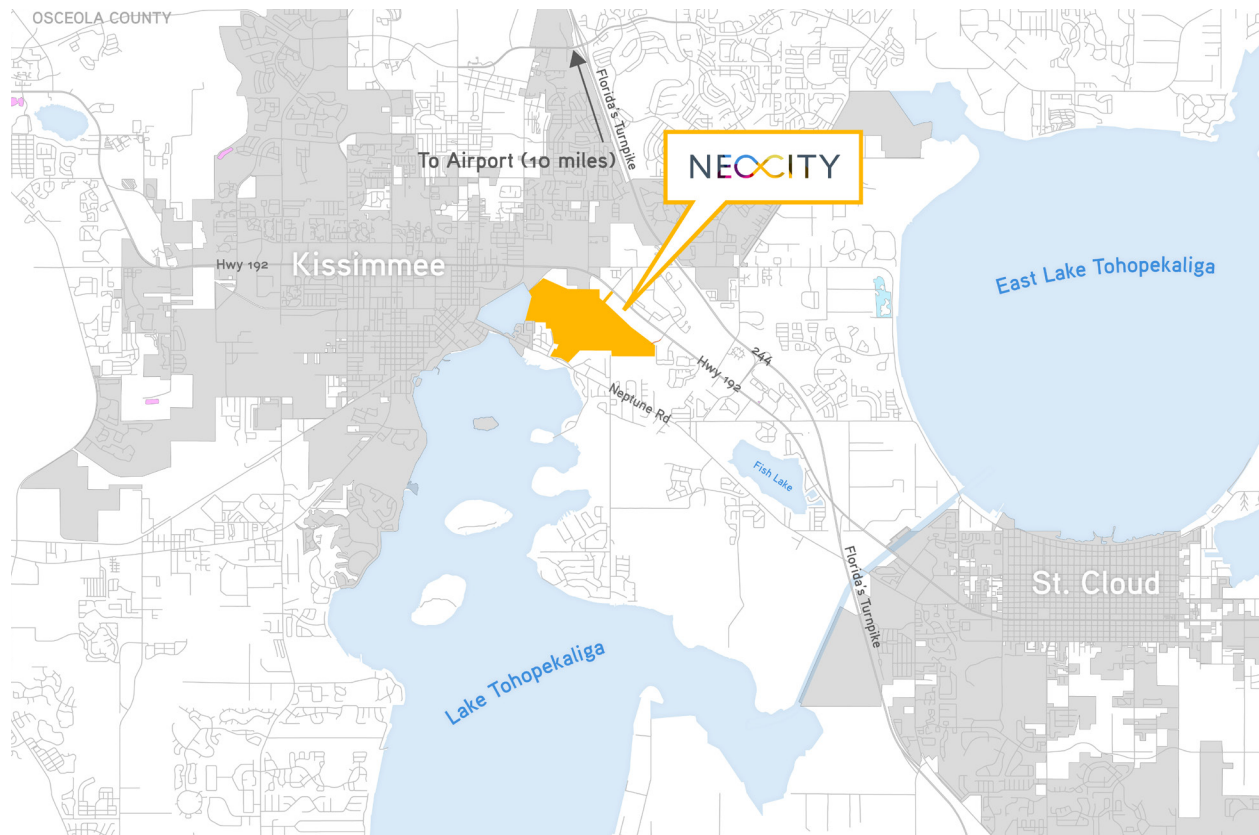 OSCEOLA COUNTY
Florida's Turnpike
To Airport (10 miles)
NEOCITY
Hwy 192
Kissimmee
East Lake Tohopekaliga
244
Hwy 192
Neptune Rd
Fish Lake
Florida's Turnpike
St. Cloud
Lake Tohopekaliga